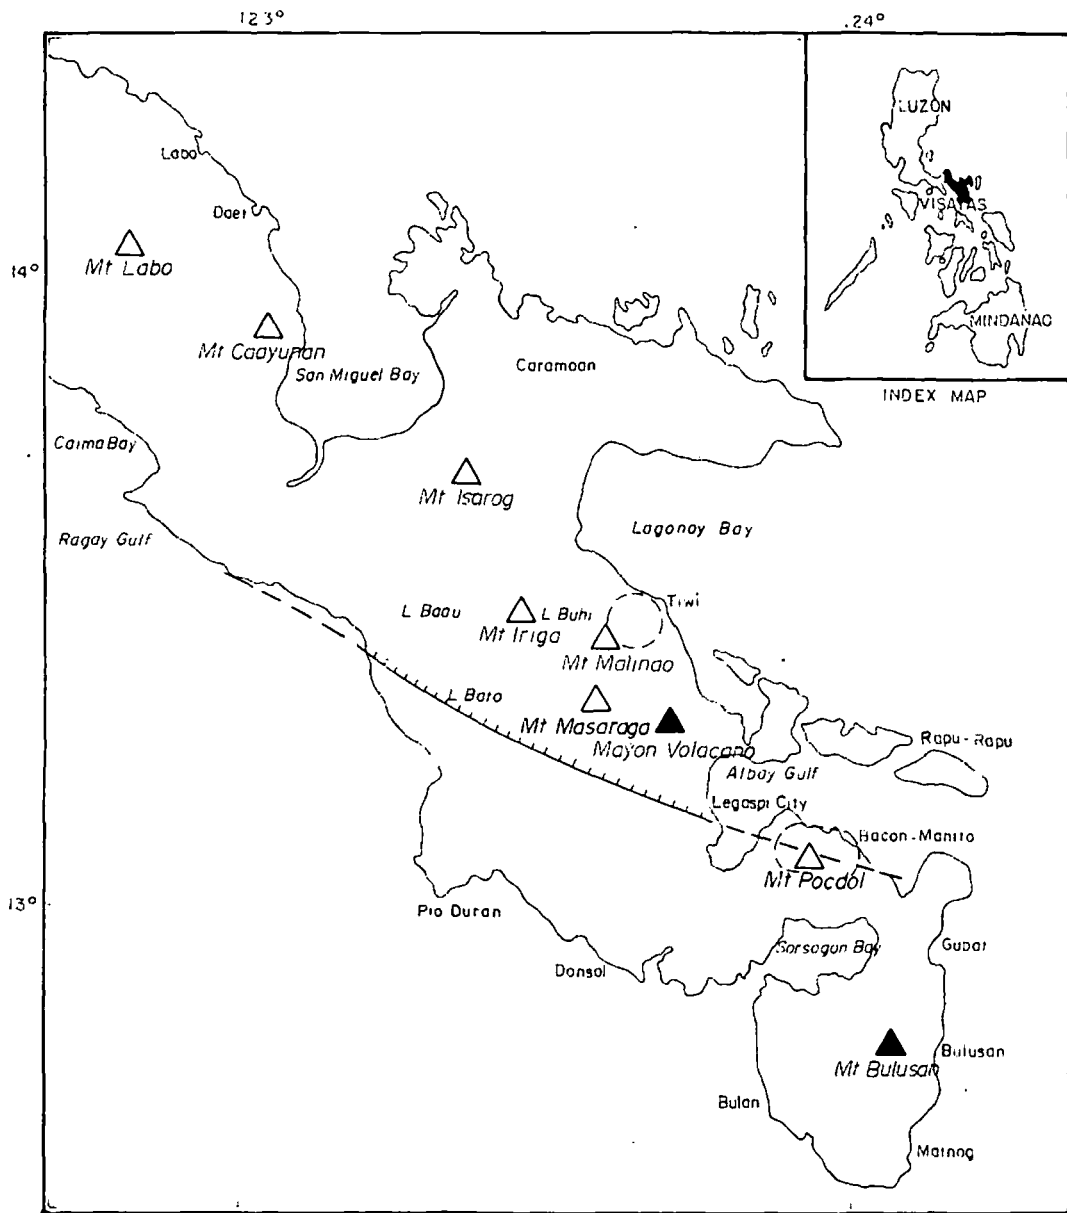 123°
.24°
LUZON
VISAYAS
MINDANAO
INDEX MAP
Labo
Daet
14°
Mt Labo
Mt Caayunan
San Miguel Bay
Caramoan
Caima Bay
Mt Isarog
Ragay Gulf
Lagonoy Bay
Tiwi
L Baau
L Buhi
Mt Iriga
Mt Malinao
L Bato
Mt Masaraga
Mayon Volacano
Rapu-Rapu
Albay Gulf
Legaspi City
Bacon-Manito
Mt Pocdol
13°
Pio Duran
Sorsogon Bay
Gubat
Donsol
Bulusan
Mt Bulusan
Bulan
Matnog